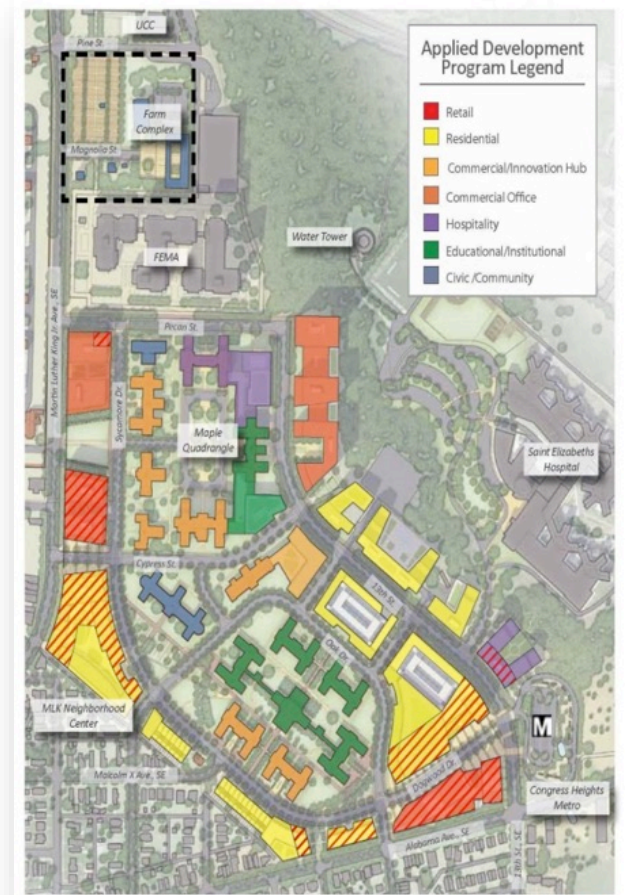 UCC
Pine St.
Farm
Complex
Magnolia St.
FEMA
Water Tower
Applied Development
Program Legend
Retail
Residential
Commercial/Innovation Hub
Commercial Office
Hospitality
Educational/Institutional
Civic /Community
Martin Luther King Jr. Ave., SE
Pecan St.
Sycamore Dr.
Maple
Quadrangle
Saint Elizabeths
Hospital
Cypress St.
13th St.
Oak Dr.
MLK Neighborhood
Center
M
Malcolm X Ave., SE
Dogwood Dr.
Congress Heights
Metro
Alabama Ave., SE